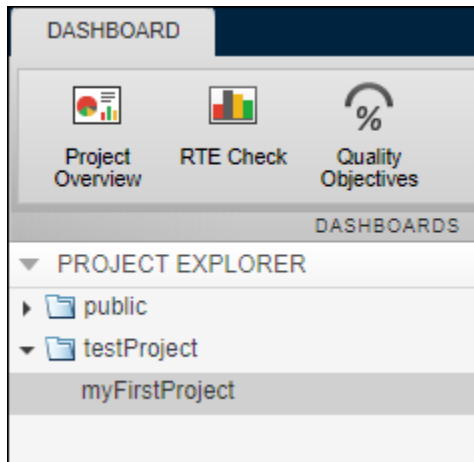 DASHBOARD
%
Project
Overview
RTE Check
Quality
Objectives
DASHBOARDS
PROJECT EXPLORER
public
testProject
myFirstProject